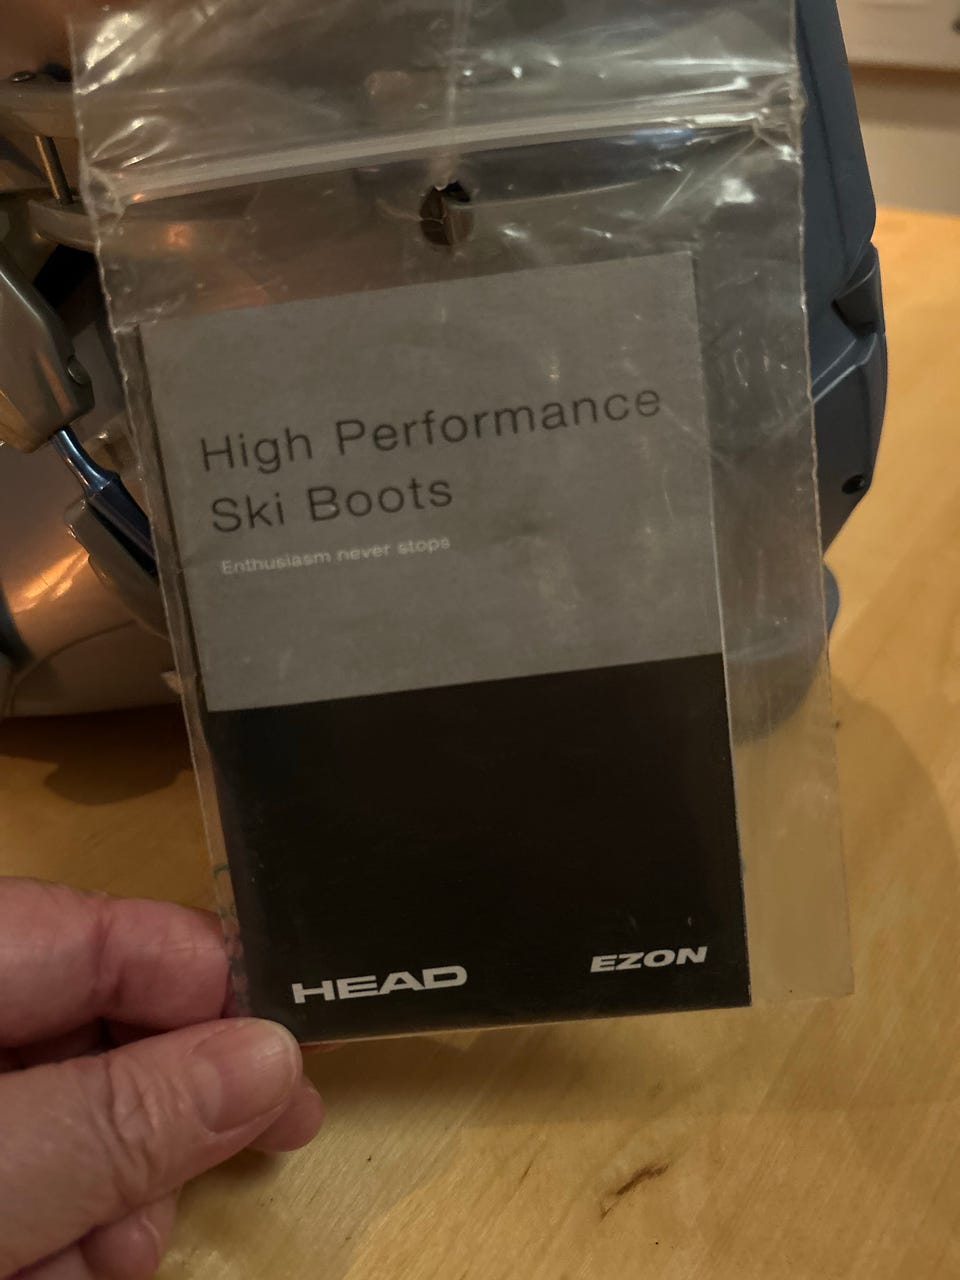 High Performance
Ski Boots
Enthusiasm never stops
HEAD EZON